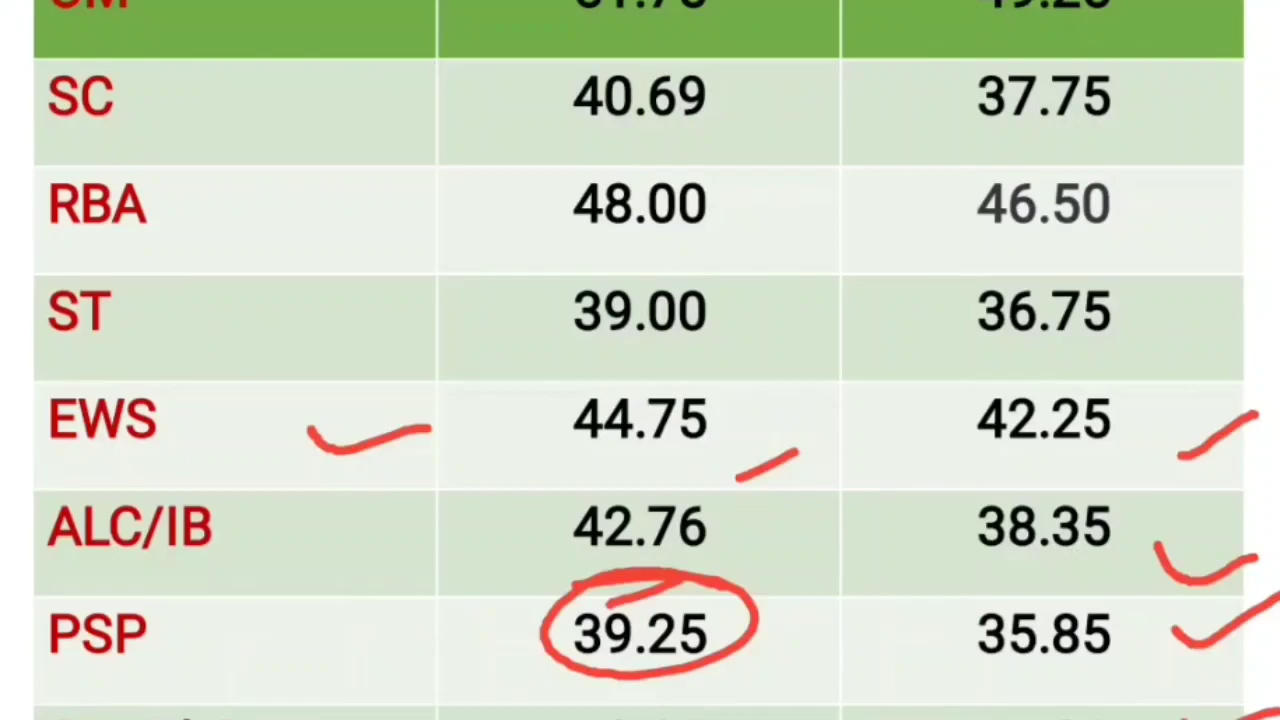 SC 40.69 37.75
RBA 48.00 46.50
ST 39.00 36.75
EWS 44.75 42.25
ALC/IB 42.76 38.35
PSP 39.25 35.85